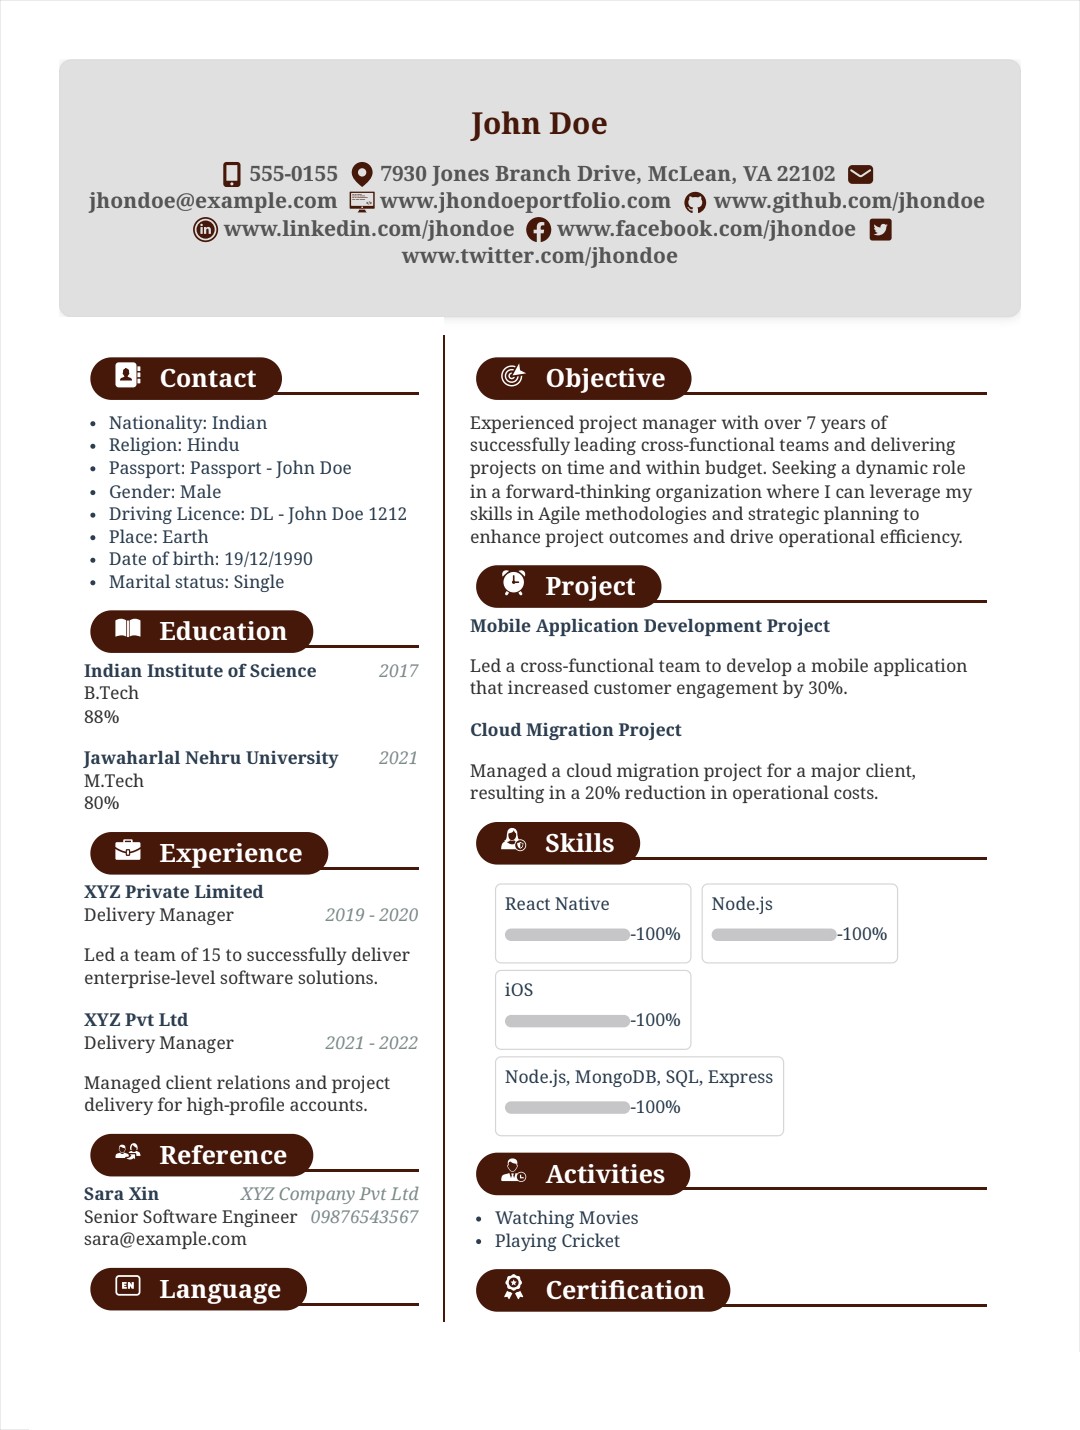 John Doe
555-0155 7930 Jones Branch Drive, McLean, VA 22102
jhondoe@example.com www.jhondoeportfolio.com www.github.com/jhondoe
www.linkedin.com/jhondoe www.facebook.com/jhondoe
www.twitter.com/jhondoe
Contact
• Nationality: Indian
• Religion: Hindu
• Passport: Passport - John Doe
• Gender: Male
• Driving Licence: DL - John Doe 1212
• Place: Earth
• Date of birth: 19/12/1990
• Marital status: Single
Education
Indian Institute of Science 2017
B.Tech
88%
Jawaharlal Nehru University 2021
M.Tech
80%
Experience
XYZ Private Limited
Delivery Manager 2019 - 2020
Led a team of 15 to successfully deliver
enterprise-level software solutions.
XYZ Pvt Ltd
Delivery Manager 2021 - 2022
Managed client relations and project
delivery for high-profile accounts.
Reference
Sara Xin XYZ Company Pvt Ltd
Senior Software Engineer 09876543567
sara@example.com
EN Language
Objective
Experienced project manager with over 7 years of
successfully leading cross-functional teams and delivering
projects on time and within budget. Seeking a dynamic role
in a forward-thinking organization where I can leverage my
skills in Agile methodologies and strategic planning to
enhance project outcomes and drive operational efficiency.
Project
Mobile Application Development Project
Led a cross-functional team to develop a mobile application
that increased customer engagement by 30%.
Cloud Migration Project
Managed a cloud migration project for a major client,
resulting in a 20% reduction in operational costs.
Skills
React Native Node.js
-100% -100%
iOS
-100%
Node.js, MongoDB, SQL, Express
-100%
Activities
• Watching Movies
• Playing Cricket
Certification